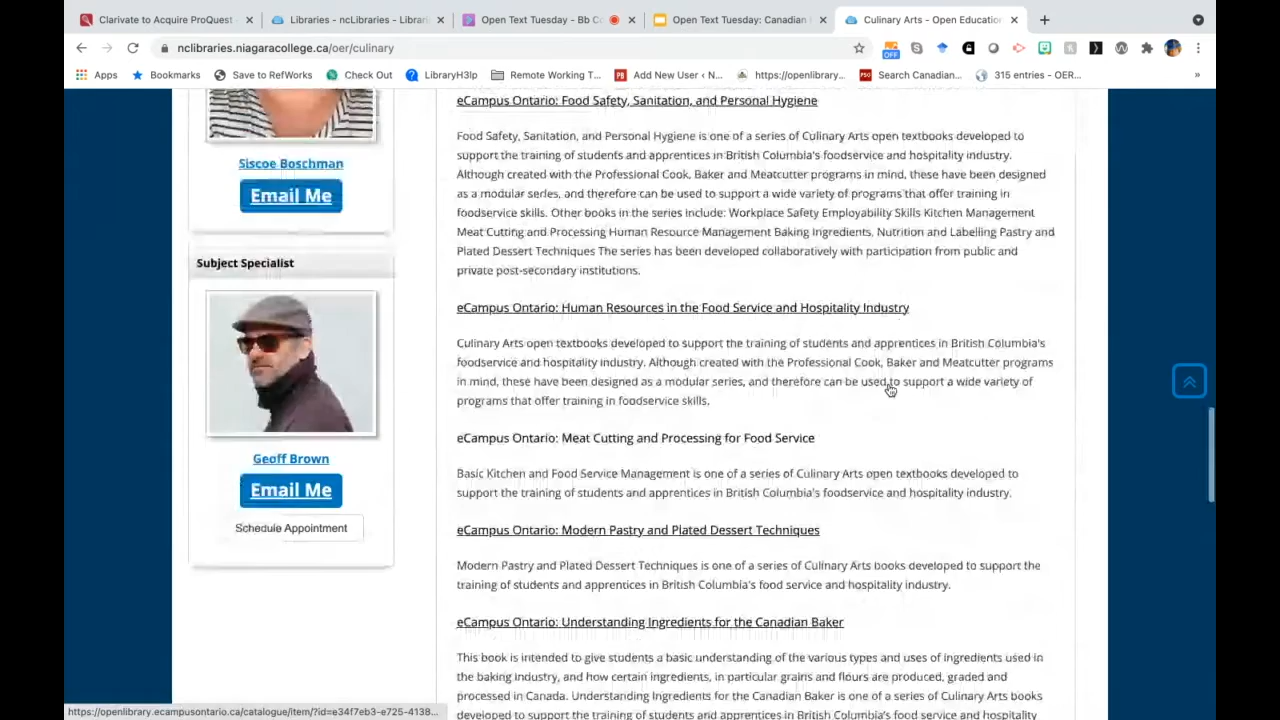 Clarivate to Acquire ProQuest
Libraries - ncLibraries - Librari
Open Text Tuesday - Bb Co
Open Text Tuesday: Canadian
Culinary Arts - Open Educatio
nclibraries.niagaracollege.ca/oer/culinary
OFF
Apps
Bookmarks
Save to RefWorks
Check Out
LibraryH3lp
Remote Working T...
Add New User ‹ N...
https://openlibrary...
Search Canadian...
315 entries - OER...
»
eCampus Ontario: Food Safety, Sanitation, and Personal Hygiene
Food Safety, Sanitation, and Personal Hygiene is one of a series of Culinary Arts open textbooks developed to
support the training of students and apprentices in British Columbia's foodservice and hospitality industry.
Although created with the Professional Cook, Baker and Meatcutter programs in mind, these have been designed
as a modular series, and therefore can be used to support a wide variety of programs that offer training in
foodservice skills. Other books in the series include: Workplace Safety Employability Skills Kitchen Management
Meat Cutting and Processing Human Resource Management Baking Ingredients, Nutrition and Labelling Pastry and
Plated Dessert Techniques The series has been developed collaboratively with participation from public and
private post-secondary institutions.
eCampus Ontario: Human Resources in the Food Service and Hospitality Industry
Culinary Arts open textbooks developed to support the training of students and apprentices in British Columbia's
foodservice and hospitality industry. Although created with the Professional Cook, Baker and Meatcutter programs
in mind, these have been designed as a modular series, and therefore can be used to support a wide variety of
programs that offer training in foodservice skills.
eCampus Ontario: Meat Cutting and Processing for Food Service
Basic Kitchen and Food Service Management is one of a series of Culinary Arts open textbooks developed to
support the training of students and apprentices in British Columbia's foodservice and hospitality industry.
eCampus Ontario: Modern Pastry and Plated Dessert Techniques
Modern Pastry and Plated Dessert Techniques is one of a series of Culinary Arts books developed to support the
training of students and apprentices in British Columbia's food service and hospitality industry.
eCampus Ontario: Understanding Ingredients for the Canadian Baker
This book is intended to give students a basic understanding of the various types and uses of ingredients used in
the baking industry, and how certain ingredients, in particular grains and flours are produced, graded and
processed in Canada. Understanding Ingredients for the Canadian Baker is one of a series of Culinary Arts books
developed to support the training of students and apprentices in British Columbia's food service and hospitality
Siscoe Boschman
Email Me
Subject Specialist
Geoff Brown
Email Me
Schedule Appointment
https://openlibrary.ecampusontario.ca/catalogue/item/?id=e34f7eb3-e725-4138...